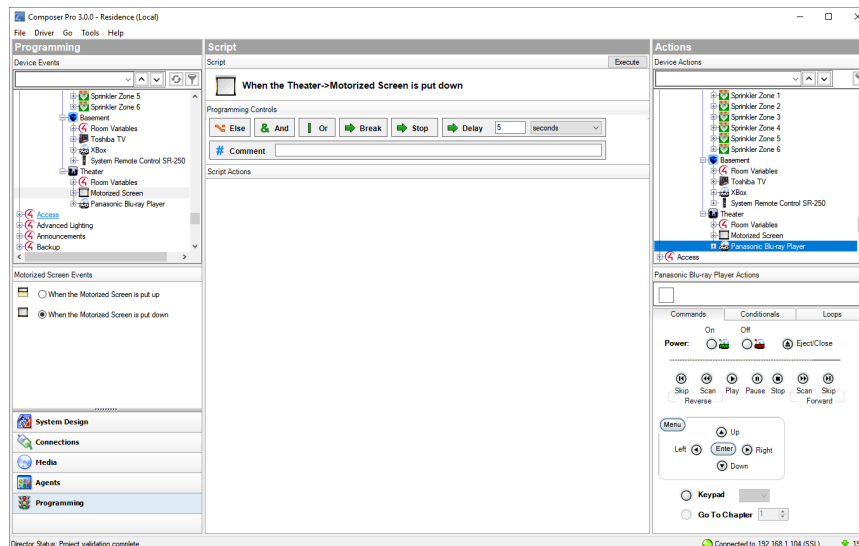 Composer Pro 3.0.0 - Residence (Local)
File Driver Go Tools Help
Programming
Device Events
Sprinkler Zone 5
Sprinkler Zone 6
Basement
Room Variables
Toshiba TV
XBox
System Remote Control SR-250
Theater
Room Variables
Motorized Screen
Panasonic Blu-ray Player
Access
Advanced Lighting
Announcements
Backup
Motorized Screen Events
When the Motorized Screen is put up
When the Motorized Screen is put down
System Design
Connections
Media
Agents
Programming
Script
Script Execute
When the Theater->Motorized Screen is put down
Programming Controls
Else And Or Break Stop Delay 5 seconds
# Comment
Script Actions
Actions
Device Actions
Sprinkler Zone 1
Sprinkler Zone 2
Sprinkler Zone 3
Sprinkler Zone 4
Sprinkler Zone 5
Sprinkler Zone 6
Basement
Room Variables
Toshiba TV
XBox
System Remote Control SR-250
Theater
Room Variables
Motorized Screen
Panasonic Blu-ray Player
Access
Panasonic Blu-ray Player Actions
Commands Conditionals Loops
On Off
Power: Eject/Close
Skip Scan Play Pause Stop Scan Skip
Reverse Forward
Menu
Up
Left Enter Right
Down
Keypad
Go To Chapter 1
Director Status: Project validation complete
Connected to 192.168.1.104 (SSL)